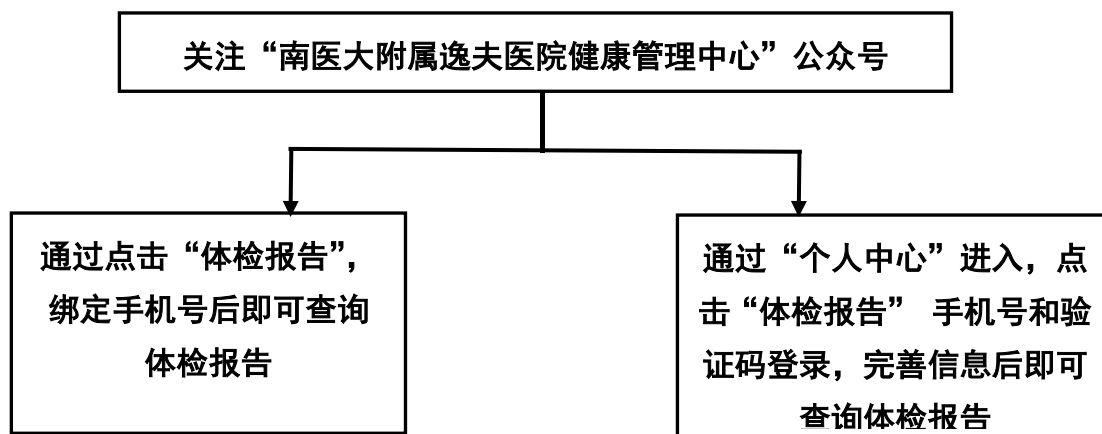 关注“南医大附属逸夫医院健康管理中心”公众号
通过点击“体检报告”，
绑定手机号后即可查询
体检报告
通过“个人中心”进入，点
击“体检报告” 手机号和验
证码登录，完善信息后即可
查询体检报告